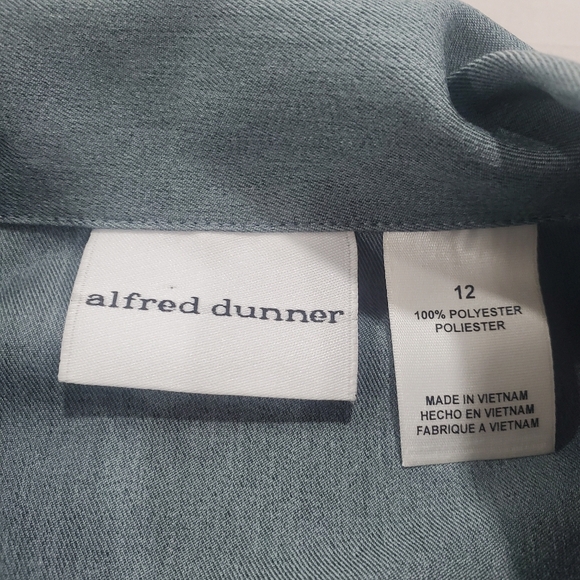 alfred dunner
12
100% POLYESTER
POLIESTER
MADE IN VIETNAM
HECHO EN VIETNAM
FABRIQUE A VIETNAM